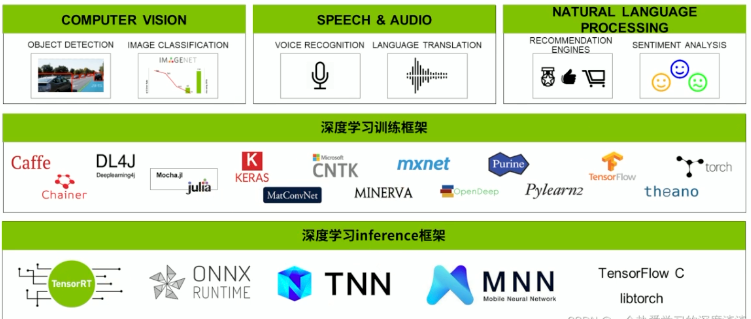 COMPUTER VISION
OBJECT DETECTION
IMAGE CLASSIFICATION
IMAGENET
SPEECH & AUDIO
VOICE RECOGNITION
LANGUAGE TRANSLATION
NATURAL LANGUAGE
PROCESSING
RECOMMENDATION
ENGINES
SENTIMENT ANALYSIS
深度学习训练框架
Caffe
Chainer
DL4J
Deeplearning4j
Mocha.jl
julia
K
KERAS
MatConvNet
Microsoft
CNTK
MINERVA
mxnet
OpenDeep
Purine
Pylearn2
TensorFlow
theano
torch
深度学习inference框架
TensorRT
ONNX
RUNTIME
TNN
MNN
Mobile Neural Network
TensorFlow C
libtorch